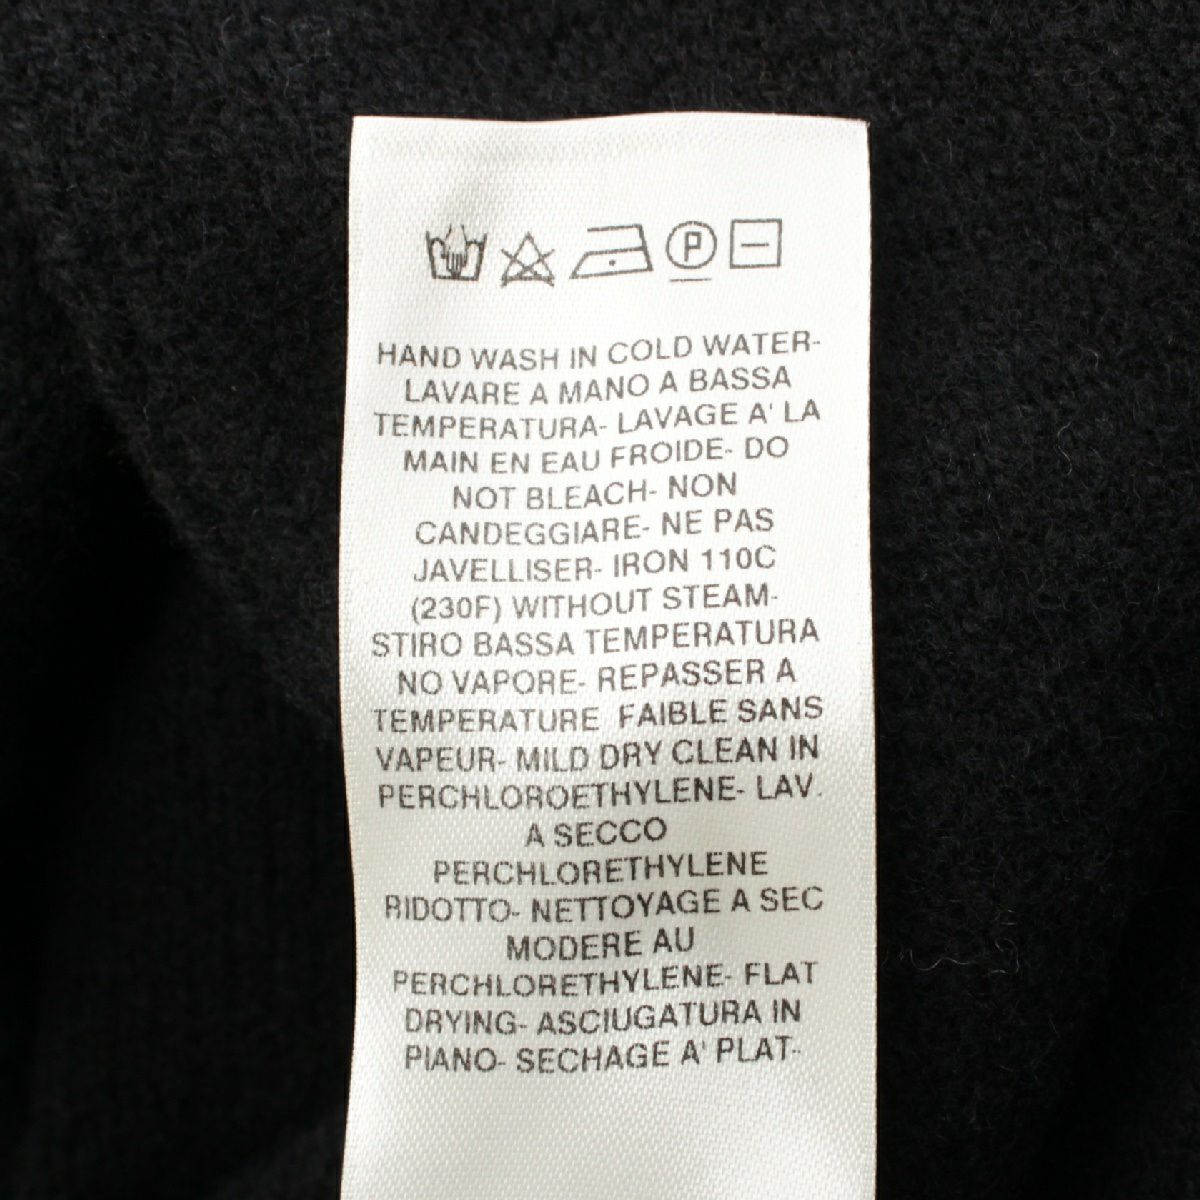 P
HAND WASH IN COLD WATER-
LAVARE A MANO A BASSA
TEMPERATURA- LAVAGE A' LA
MAIN EN EAU FROIDE- DO
NOT BLEACH- NON
CANDEGGIARE- NE PAS
JAVELLISER- IRON 110C
(230F) WITHOUT STEAM-
STIRO BASSA TEMPERATURA
NO VAPORE- REPASSER A
TEMPERATURE FAIBLE SANS
VAPEUR- MILD DRY CLEAN IN
PERCHLOROETHYLENE- LAV.
A SECCO
PERCHLORETHYLENE
RIDOTTO- NETTOYAGE A SEC
MODERE AU
PERCHLORETHYLENE- FLAT
DRYING- ASCIUGATURA IN
PIANO- SECHAGE A' PLAT-